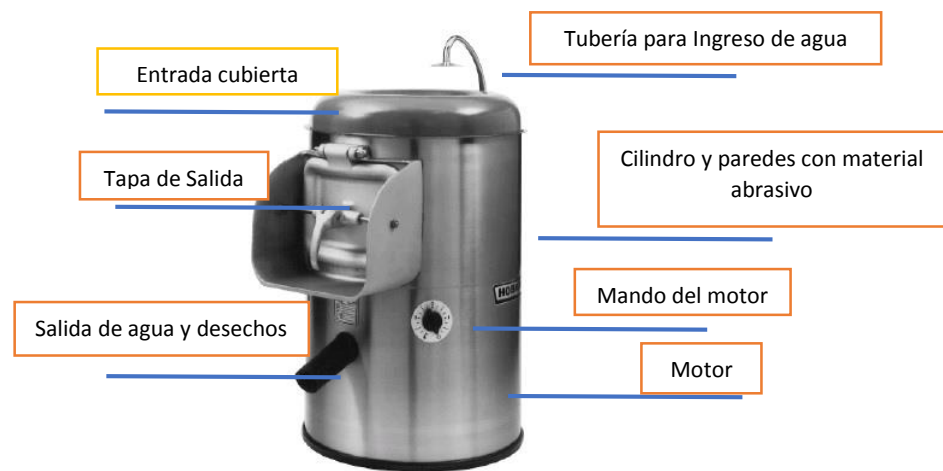 Tubería para Ingreso de agua
Entrada cubierta
Cilindro y paredes con material
abrasivo
Tapa de Salida
Mando del motor
Salida de agua y desechos
Motor